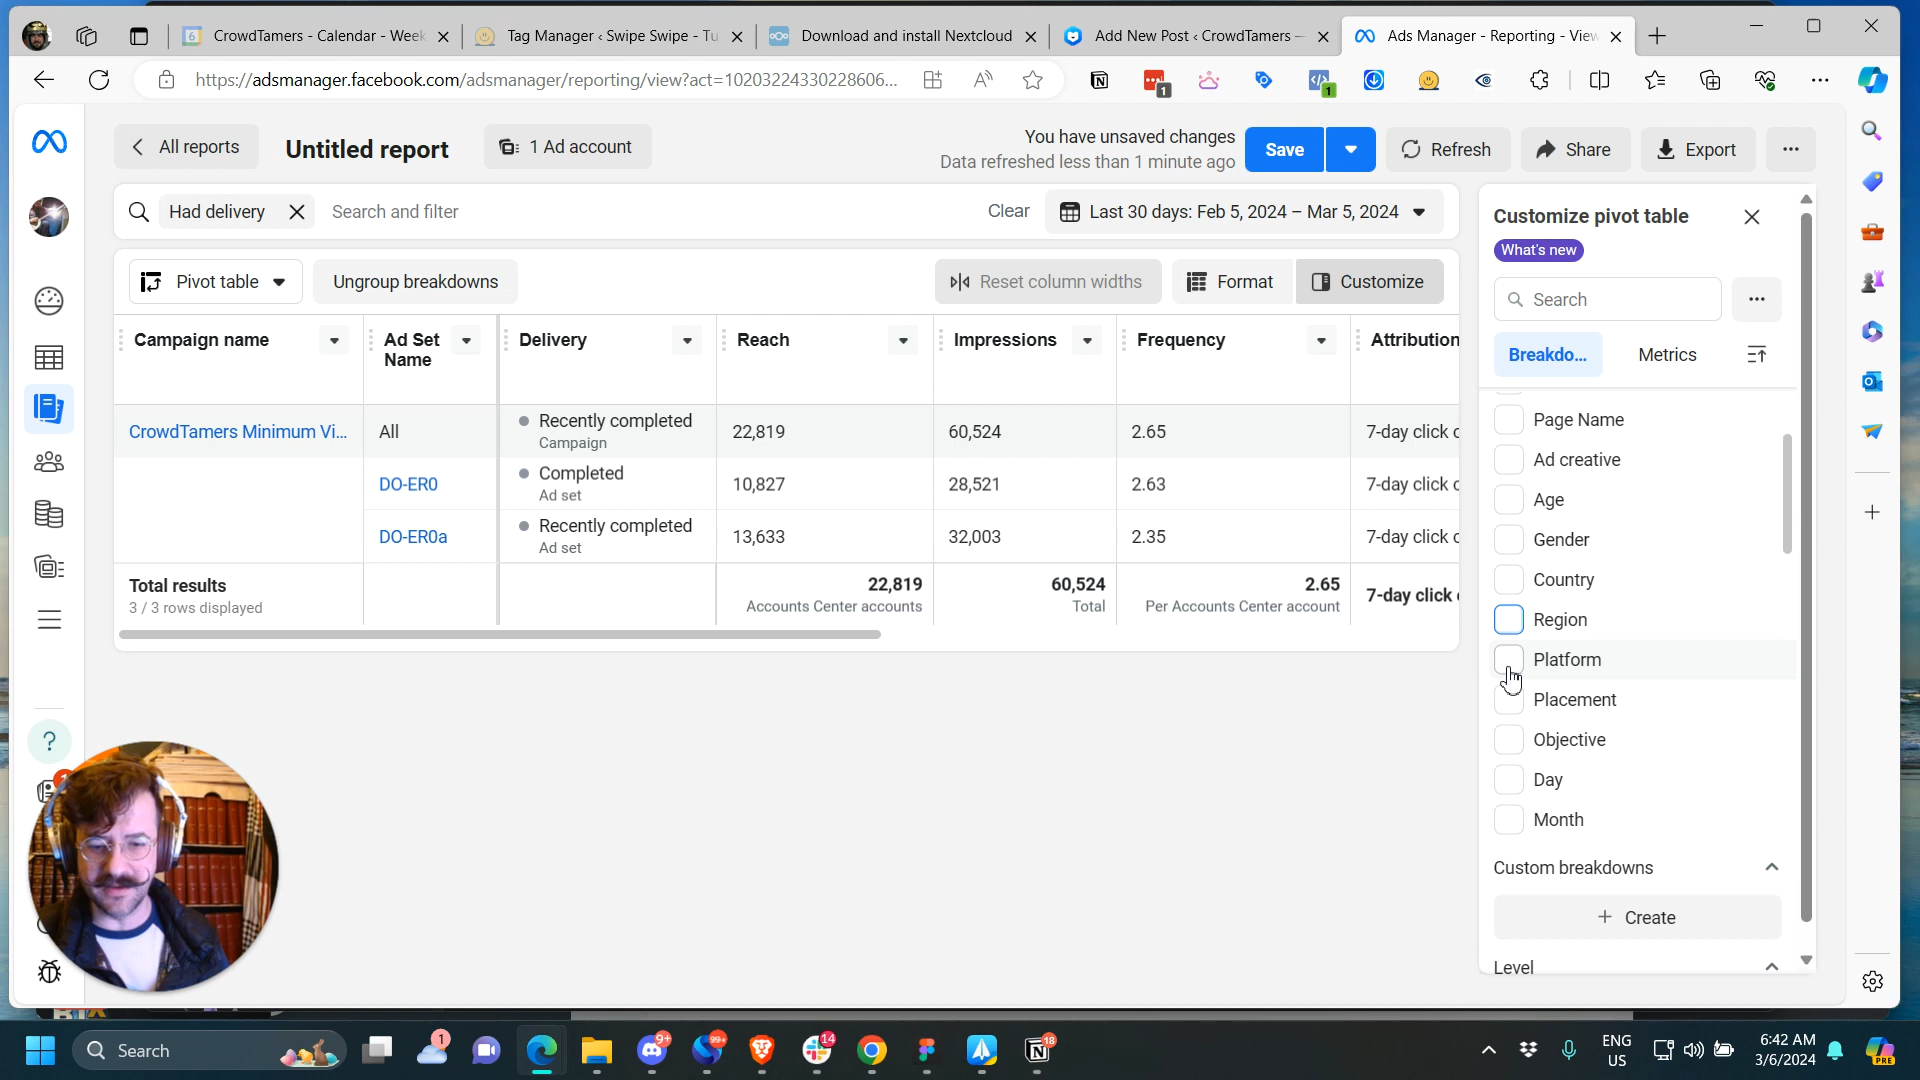 CrowdTamers - Calendar - Week
Tag Manager ‹ Swipe Swipe - Tu
Download and install Nextcloud
Add New Post ‹ CrowdTamers —
Ads Manager - Reporting - View
https://adsmanager.facebook.com/adsmanager/reporting/view?act=10203224330228606...
1
1
All reports
Untitled report
1 Ad account
You have unsaved changes
Data refreshed less than 1 minute ago
Save
Refresh
Share
Export
Had delivery
Search and filter
Clear
Last 30 days: Feb 5, 2024 – Mar 5, 2024
Pivot table
Ungroup breakdowns
Reset column widths
Format
Customize
Campaign name
Ad Set
Name
Delivery
Reach
Impressions
Frequency
Attribution
CrowdTamers Minimum Vi...
All
Recently completed
Campaign
22,819
60,524
2.65
7-day click
DO-ER0
Completed
Ad set
10,827
28,521
2.63
7-day click
DO-ER0a
Recently completed
Ad set
13,633
32,003
2.35
7-day click
Total results
3 / 3 rows displayed
22,819
Accounts Center accounts
60,524
Total
2.65
Per Accounts Center account
7-day click
Customize pivot table
What's new
Search
Breakdo...
Metrics
Page Name
Ad creative
Age
Gender
Country
Region
Platform
Placement
Objective
Day
Month
Custom breakdowns
+ Create
Level
Search
1
9+
99+
14
18
ENG
US
6:42 AM
3/6/2024
PRE